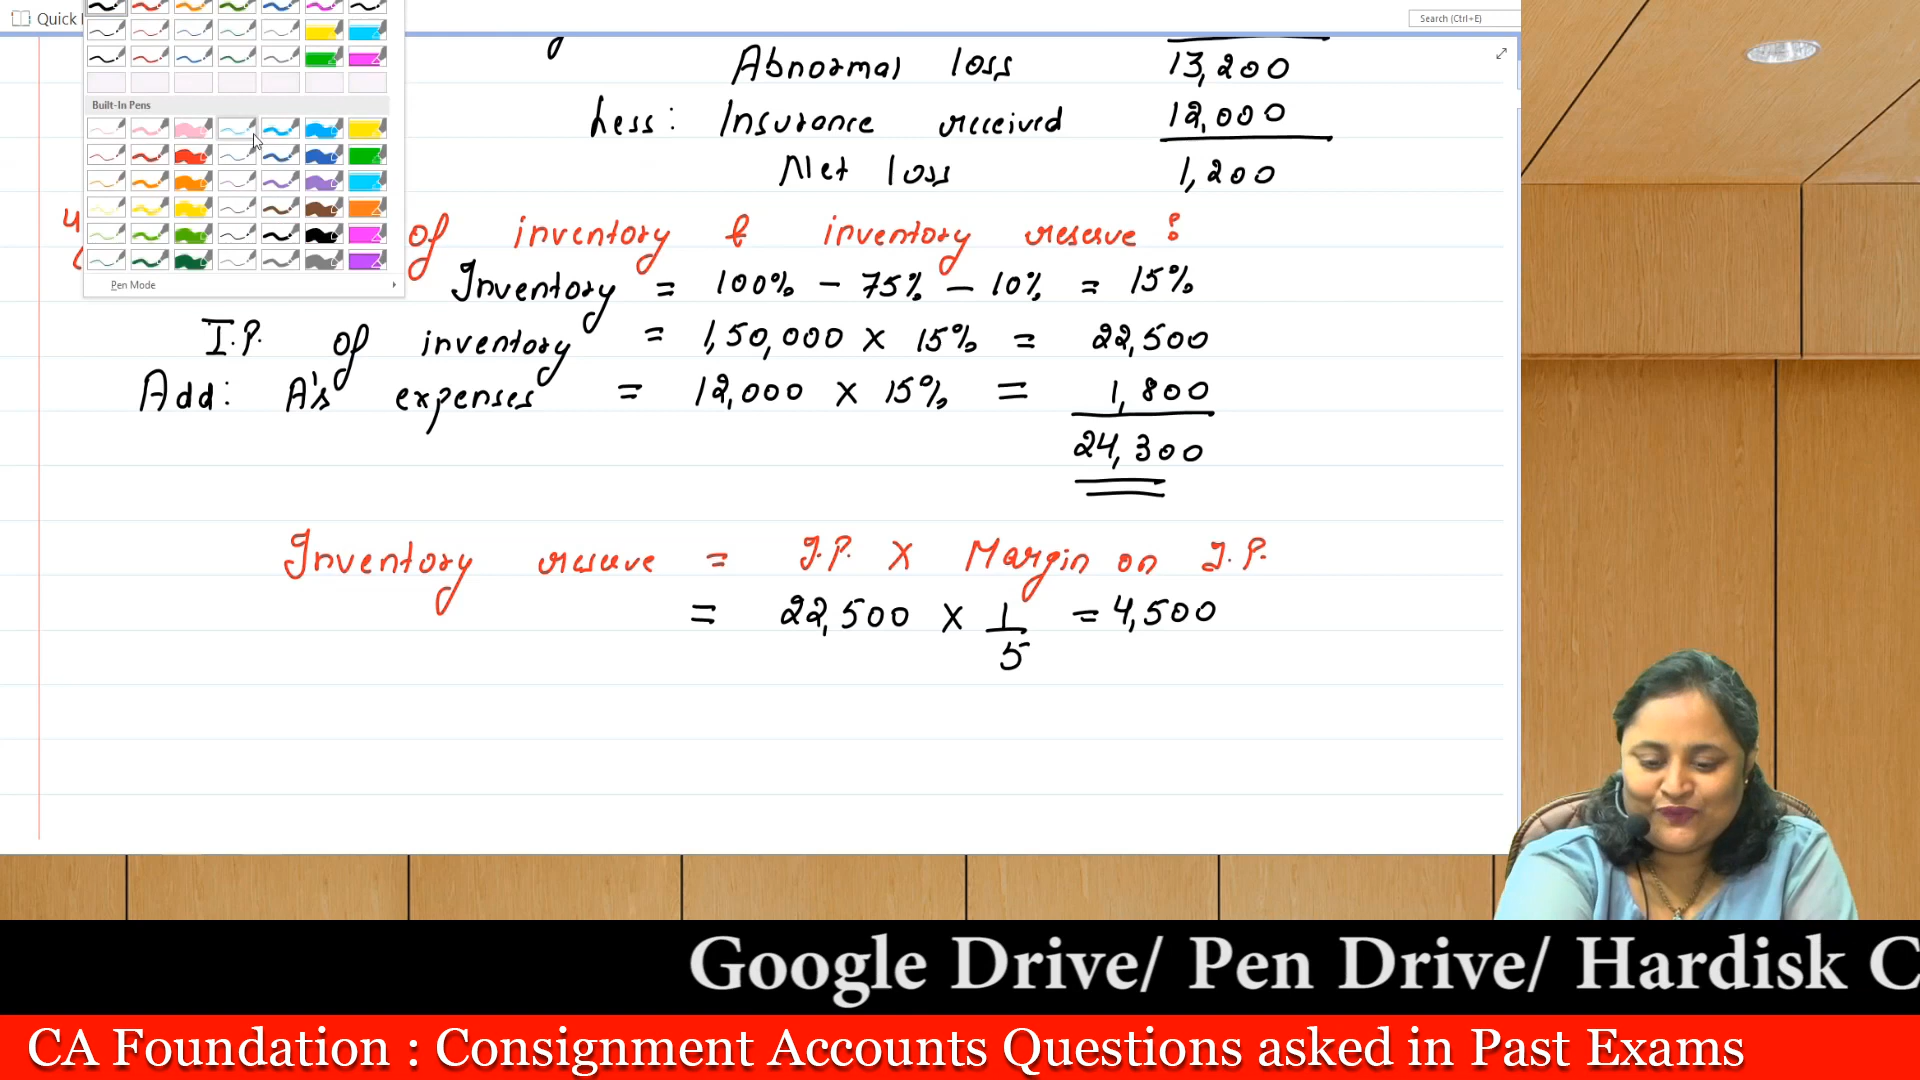 Quick
Search (Ctrl+E)
Built-In Pens
Pen Mode
Abnormal loss 13,200
Less: Insurance received 12,000
Net loss 1,200
of inventory & inventory reserve :
Inventory = 100% - 75% - 10% = 15%
I.P. of inventory = 1,50,000 x 15% = 22,500
Add: A's expenses = 12,000 x 15% = 1,800
24,300
Inventory reserve = I.P. x Margin on I.P.
= 22,500 x 1/5 = 4,500
Google Drive/ Pen Drive/ Hardisk C
CA Foundation : Consignment Accounts Questions asked in Past Exams